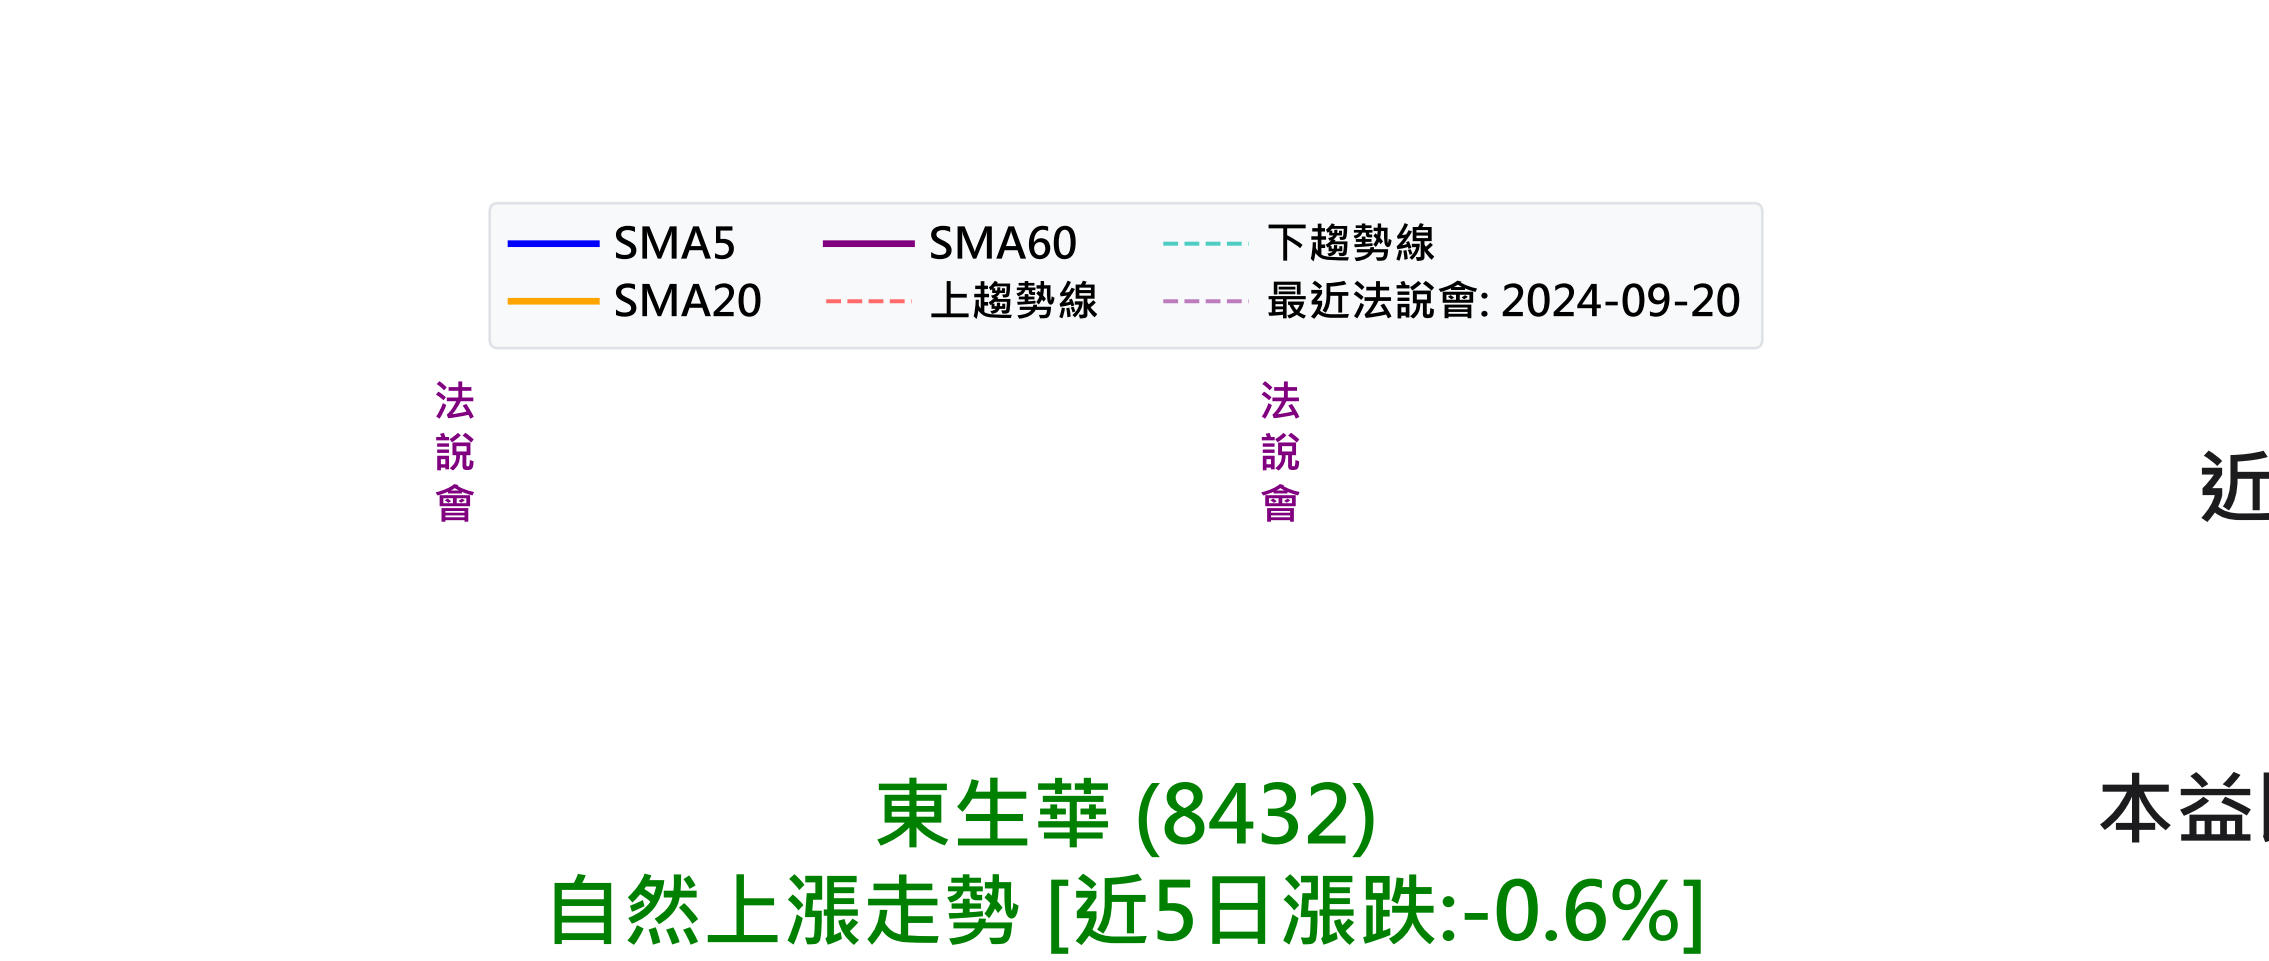 SMA5
SMA20
SMA60
上趨勢線
下趨勢線
最近法說會: 2024-09-20
法說會
法說會
近
東生華 (8432)
自然上漲走勢 [近5日漲跌:-0.6%]
本益